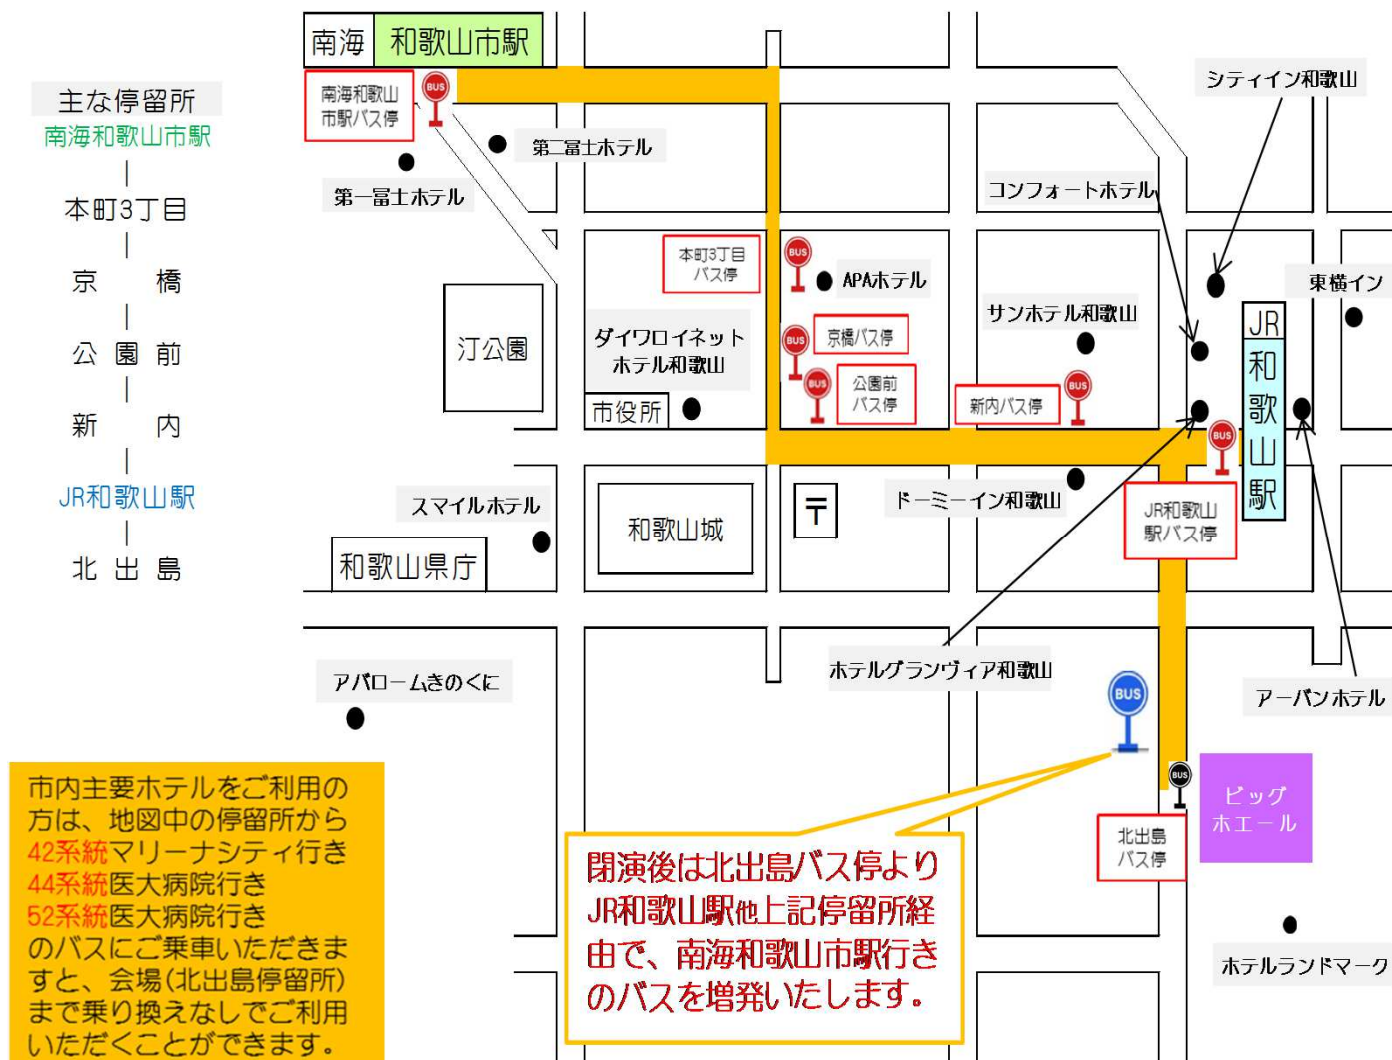 主な停留所
南海和歌山市駅
本町3丁目
京橋
公園前
新内
JR和歌山駅
北出島
南海
和歌山市駅
南海和歌山
市駅バス停
BUS
第二冨士ホテル
第一冨士ホテル
シティイン和歌山
コンフォートホテル
本町3丁目
バス停
BUS
APAホテル
東横イン
サンホテル和歌山
JR
和歌山駅
汀公園
ダイワロイネット
ホテル和歌山
京橋バス停
BUS
公園前
バス停
BUS
市役所
新内バス停
BUS
BUS
スマイルホテル
和歌山城
〒
ドーミーイン和歌山
JR和歌山
駅バス停
和歌山県庁
アバロームきのくに
ホテルグランヴィア和歌山
アーバンホテル
BUS
BUS
ビッグ
ホエール
北出島
バス停
ホテルランドマーク
市内主要ホテルをご利用の
方は、地図中の停留所から
42系統マリーナシティ行き
44系統医大病院行き
52系統医大病院行き
のバスにご乗車いただきま
すと、会場(北出島停留所)
まで乗り換えなしでご利用
いただくことができます。
閉演後は北出島バス停より
JR和歌山駅他上記停留所経
由で、南海和歌山市駅行き
のバスを増発いたします。